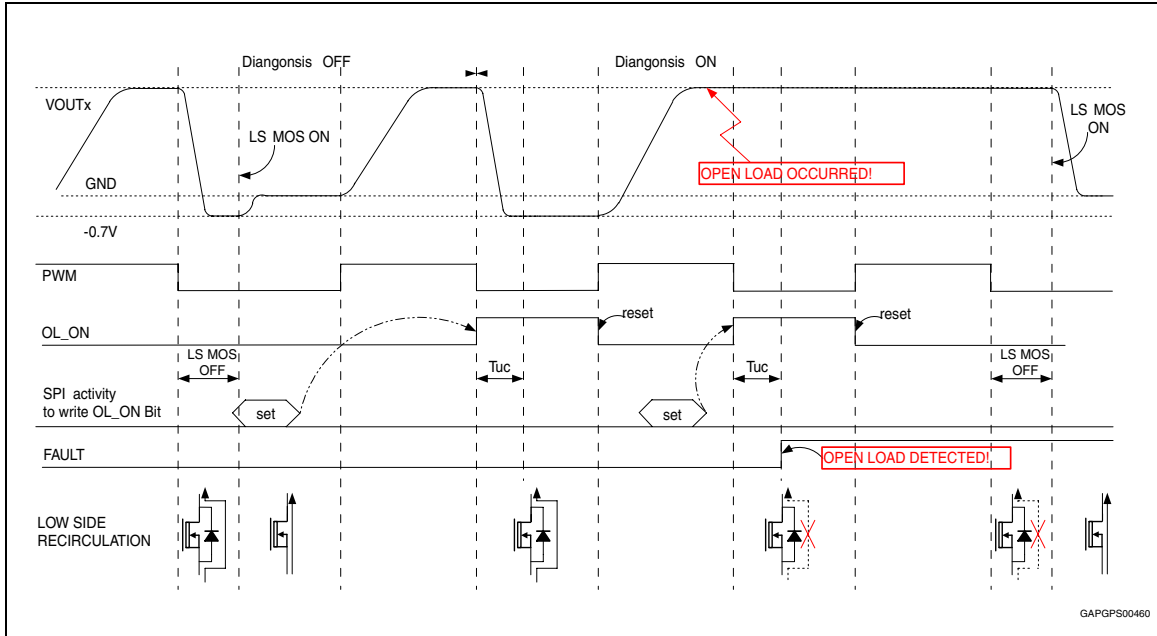 Diangonsis OFF
Diangonsis ON
VOUTx
LS MOS ON
LS MOS
ON
OPEN LOAD OCCURRED!
GND
-0.7V
PWM
reset
reset
OL_ON
LS MOS
OFF
Tuc
Tuc
LS MOS
OFF
SPI activity
to write OL_ON Bit
set
set
FAULT
OPEN LOAD DETECTED!
LOW SIDE
RECIRCULATION
GAPGPS00460